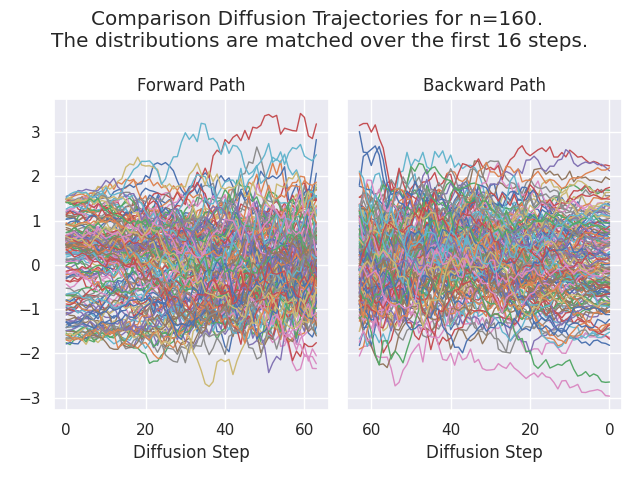 Comparison Diffusion Trajectories for n=160.
The distributions are matched over the first 16 steps.
Forward Path
Backward Path
3
2
1
0
−1
−2
−3
0 20 40 60
60 40 20 0
Diffusion Step
Diffusion Step